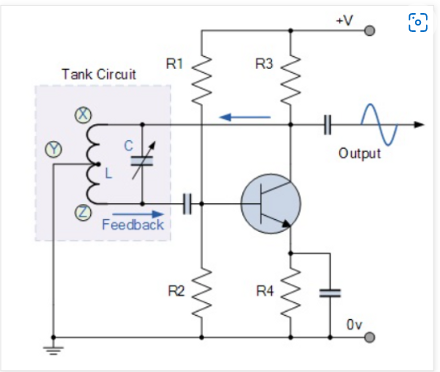 +V
R1
R3
Tank Circuit
X
Y
C
L
Output
Z
Feedback
R2
R4
0v